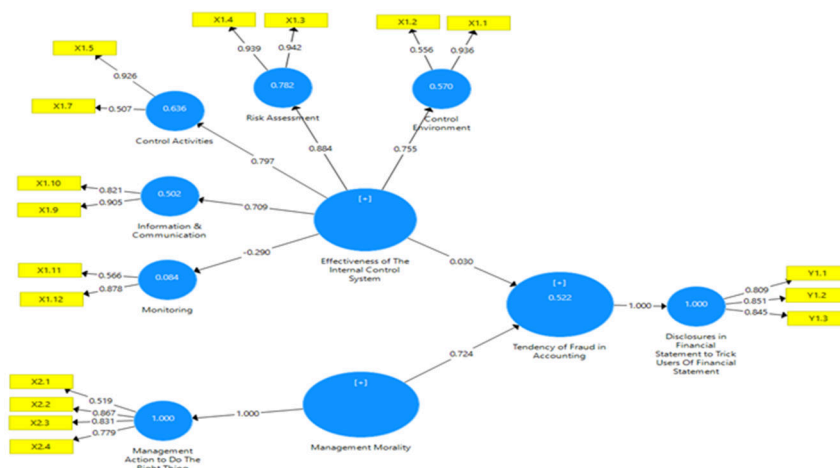 X1.4
X1.3
X1.2
X1.1
X1.5
0.939
0.942
0.556
0.936
0.926
0.782
0.570
X1.7
0.507
0.636
Risk Assessment
Control
Environment
Control Activities
0.884
0.755
0.797
X1.10
0.821
0.502
X1.9
0.905
0.709
[+]
Information &
Communication
Effectiveness of The
Internal Control
System
-0.290
0.030
X1.11
0.566
0.084
X1.12
0.878
Monitoring
[+]
0.522
Tendency of Fraud in
Accounting
1.000
1.000
0.809
Y1.1
0.851
Y1.2
0.845
Y1.3
Disclosures in
Financial
Statement to Trick
Users Of Financial
Statement
0.724
X2.1
0.519
X2.2
0.867
X2.3
0.831
X2.4
0.779
1.000
1.000
[+]
Management Morality
Management
Action to Do The
Right Thing